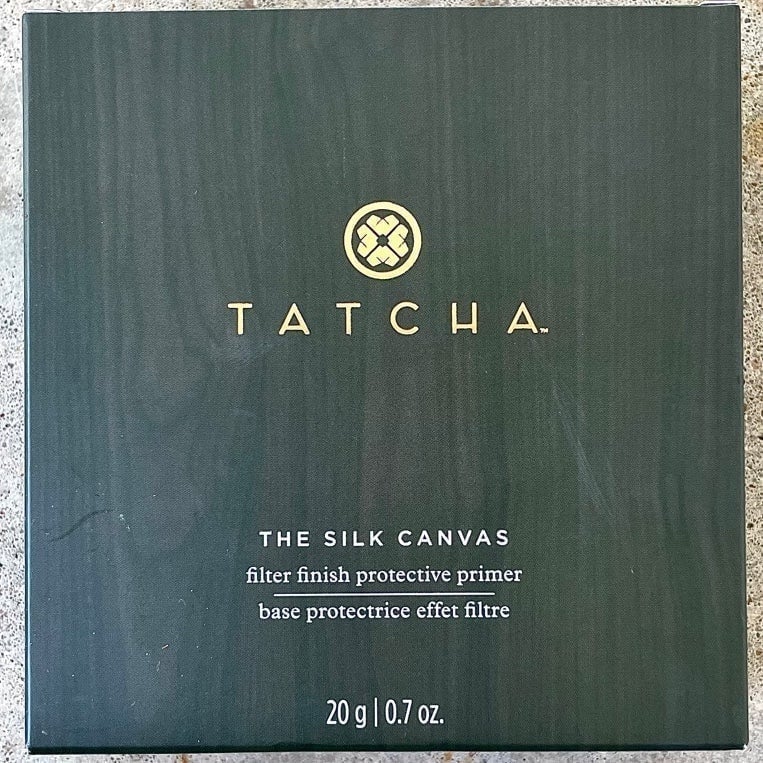 TATCHA™
THE SILK CANVAS
filter finish protective primer
base protectrice effet filtre
20 g | 0.7 oz.